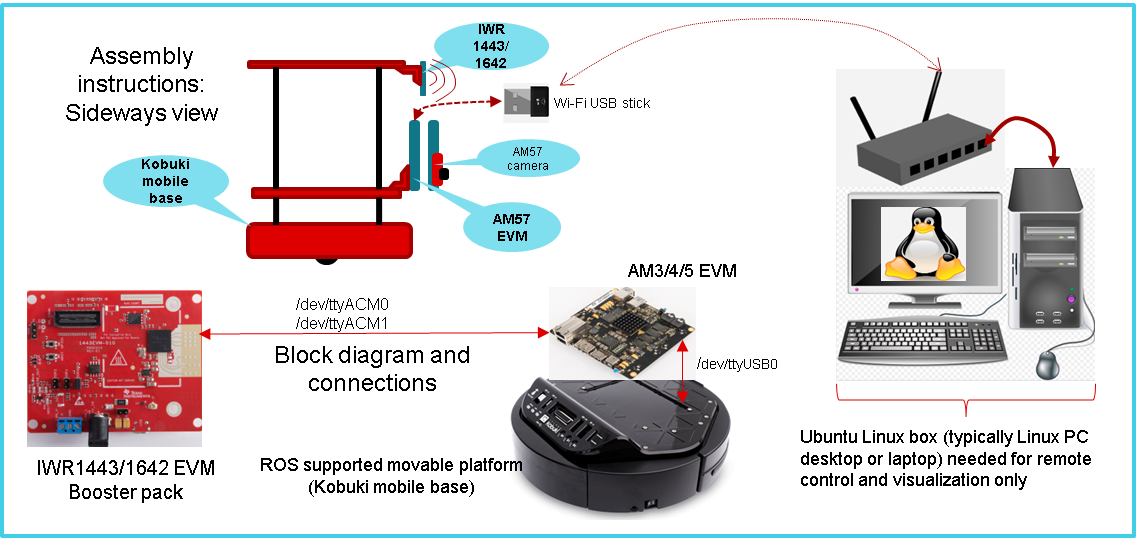 Assembly
instructions:
Sideways view
IWR
1443/
1642
Wi-Fi USB stick
AM57
camera
Kobuki
mobile
base
AM57
EVM
AM3/4/5 EVM
/dev/ttyACM0
/dev/ttyACM1
Block diagram and
connections
/dev/ttyUSB0
1443EVM-V10
IWR1443/1642 EVM
Booster pack
ROS supported movable platform
(Kobuki mobile base)
kobuki
Ubuntu Linux box (typically Linux PC
desktop or laptop) needed for remote
control and visualization only